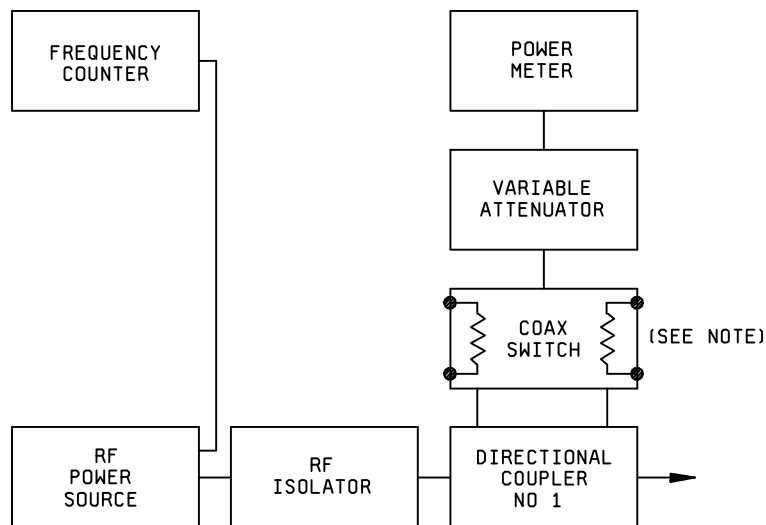 FREQUENCY
COUNTER
POWER
METER
VARIABLE
ATTENUATOR
COAX
SWITCH
(SEE NOTE)
RF
POWER
SOURCE
RF
ISOLATOR
DIRECTIONAL
COUPLER
NO 1